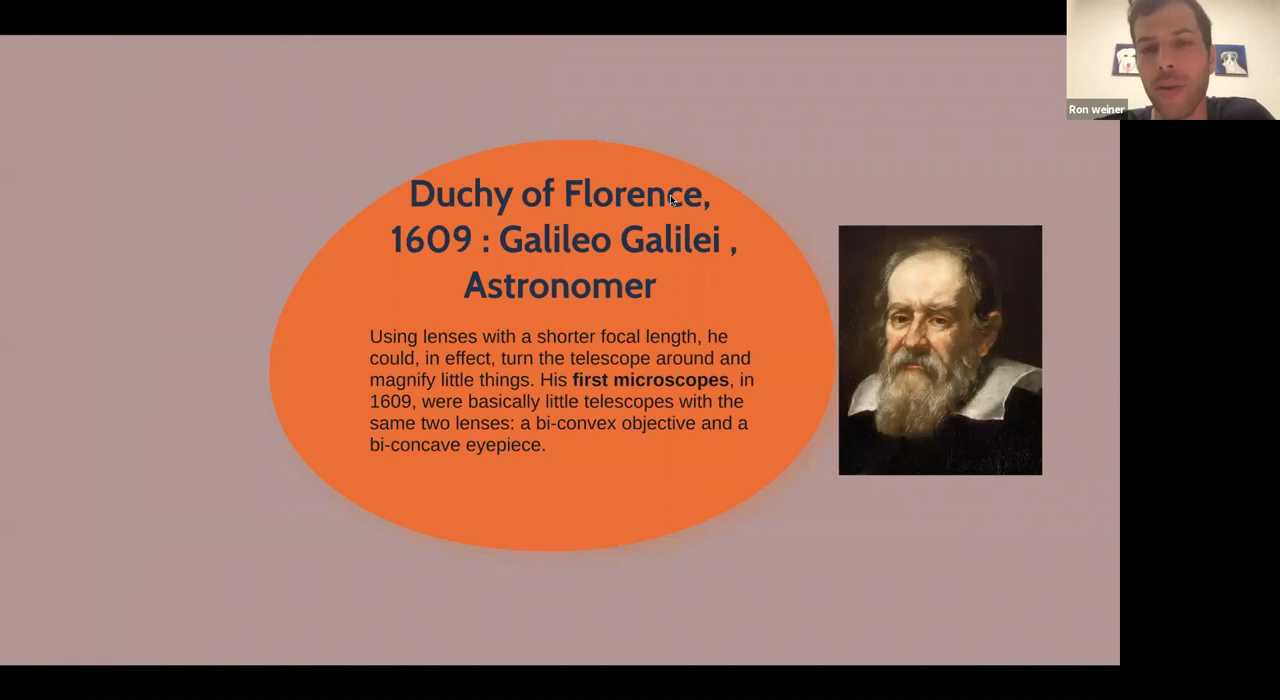 Ron weiner
Duchy of Florence,
1609 : Galileo Galilei ,
Astronomer
Using lenses with a shorter focal length, he
could, in effect, turn the telescope around and
magnify little things. His first microscopes, in
1609, were basically little telescopes with the
same two lenses: a bi-convex objective and a
bi-concave eyepiece.